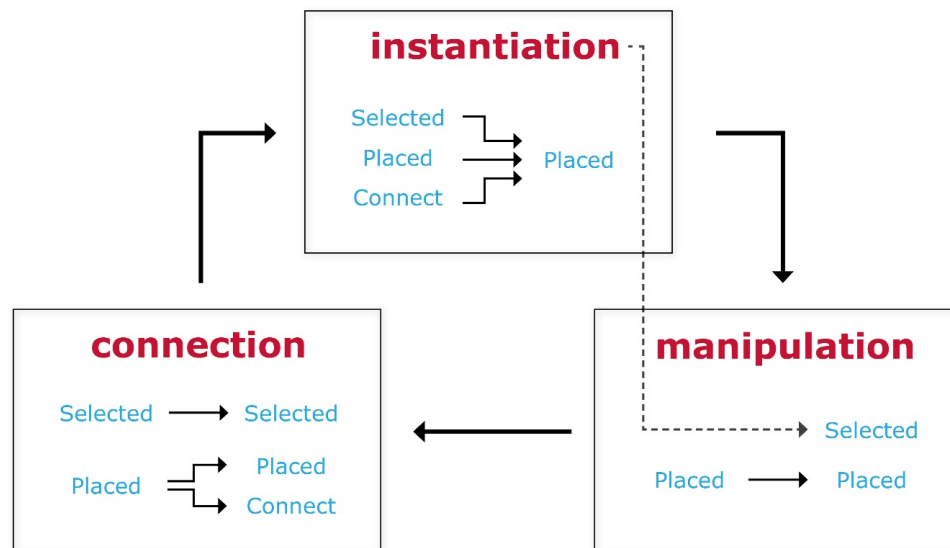 instantiation
Selected
Placed
Placed
Connect
connection
Selected
Selected
Placed
Placed
Connect
manipulation
Selected
Placed
Placed